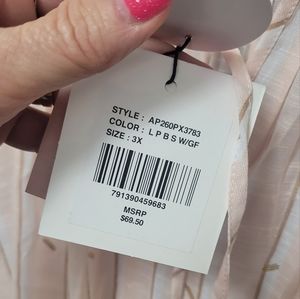 STYLE : AP260PX3783
COLOR : L P B S W/GF
SIZE : 3X
791390459683
MSRP
$69.50